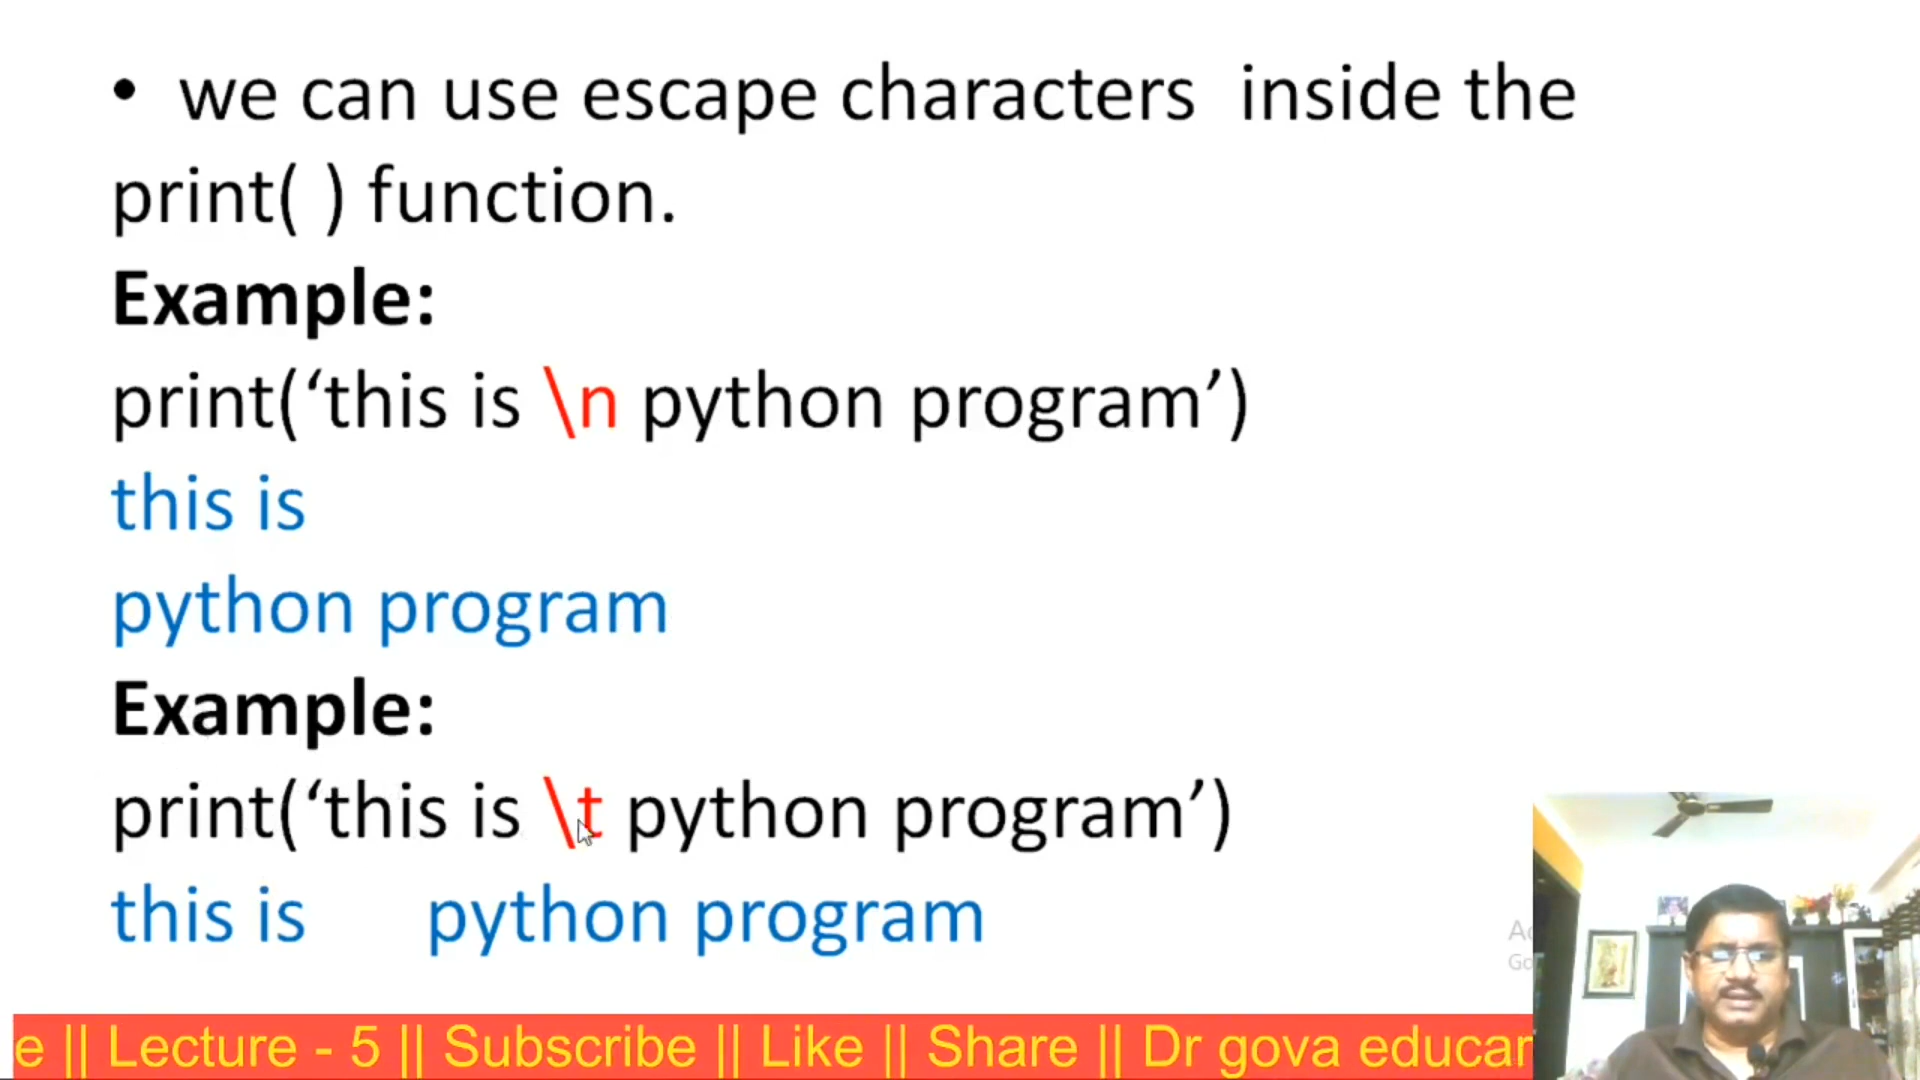 • we can use escape characters inside the
print( ) function.
Example:
print(‘this is \n python program’)
this is
python program
Example:
print(‘this is \t python program’)
this is python program
e || Lecture - 5 || Subscribe || Like || Share || Dr gova educar